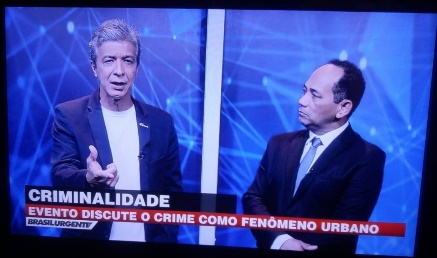 CRIMINALIDADE
EVENTO DISCUTE O CRIME COMO FENÔMENO URBANO
BRASILURGENTE